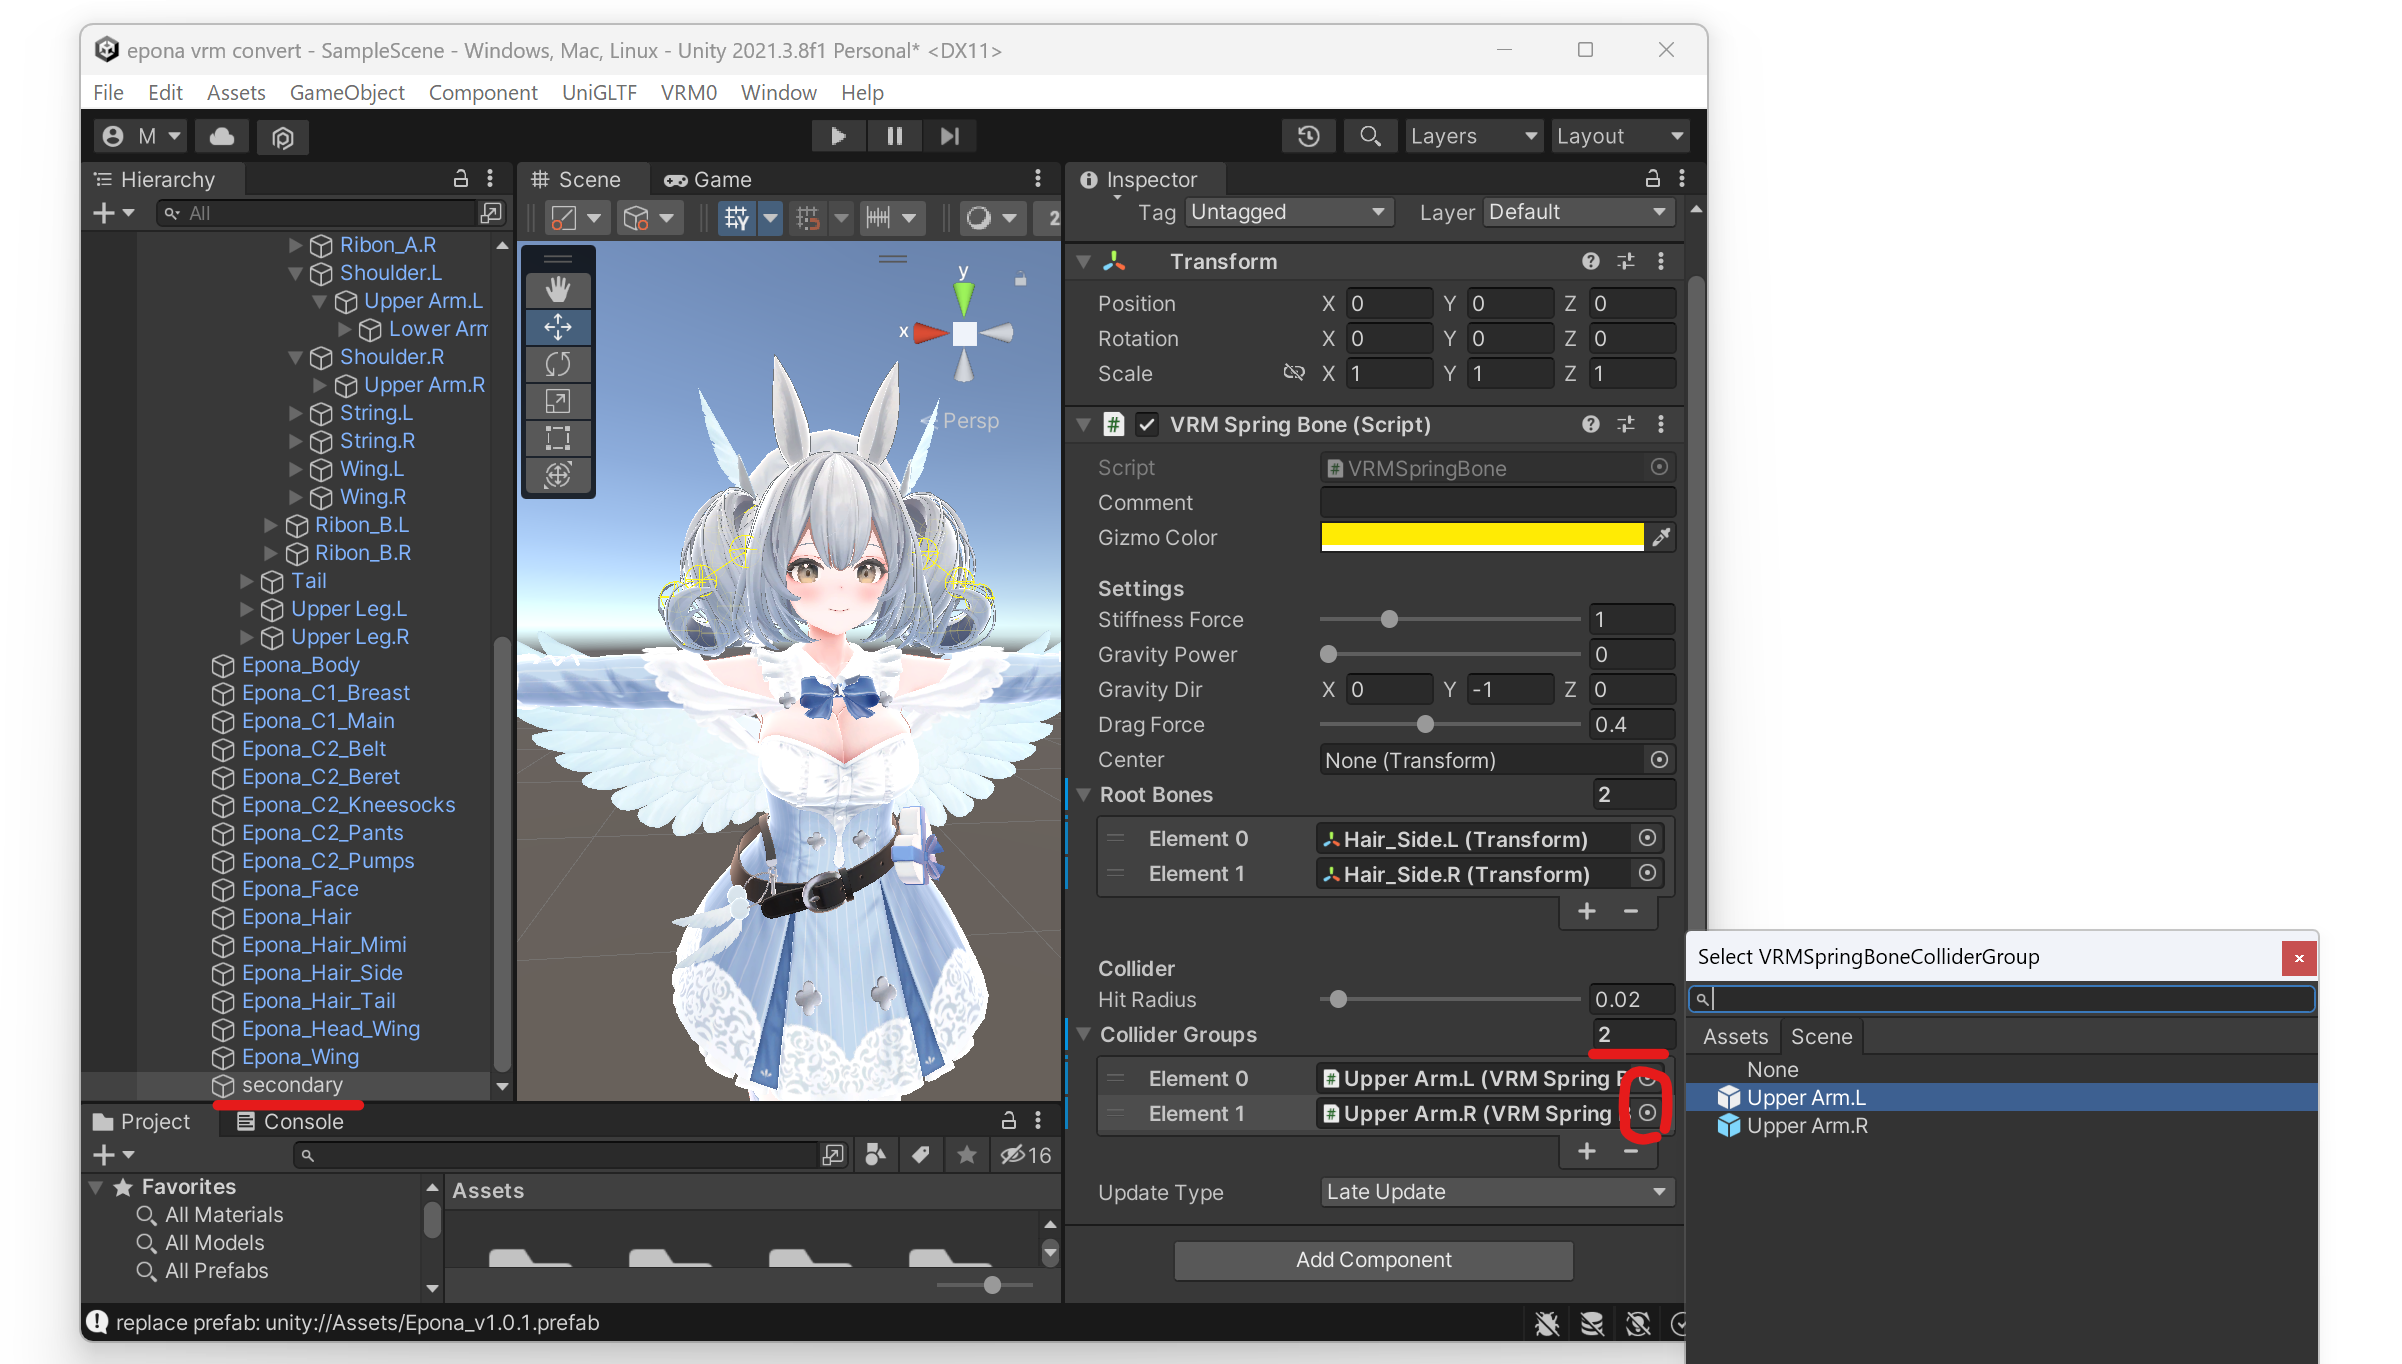 epona vrm convert - SampleScene - Windows, Mac, Linux - Unity 2021.3.8f1 Personal* <DX11>
File Edit Assets GameObject Component UniGLTF VRM0 Window Help
M Layers Layout
Hierarchy
All
Ribon_A.R
Shoulder.L
Upper Arm.L
Lower Arm
Shoulder.R
Upper Arm.R
String.L
String.R
Wing.L
Wing.R
Ribon_B.L
Ribon_B.R
Tail
Upper Leg.L
Upper Leg.R
Epona_Body
Epona_C1_Breast
Epona_C1_Main
Epona_C2_Belt
Epona_C2_Beret
Epona_C2_Kneesocks
Epona_C2_Pants
Epona_C2_Pumps
Epona_Face
Epona_Hair
Epona_Hair_Mimi
Epona_Hair_Side
Epona_Hair_Tail
Epona_Head_Wing
Epona_Wing
secondary
Scene Game
2
y
x
< Persp
Inspector
Tag Untagged Layer Default
Transform
Position X 0 Y 0 Z 0
Rotation X 0 Y 0 Z 0
Scale X 1 Y 1 Z 1
# VRM Spring Bone (Script)
Script # VRMSpringBone
Comment
Gizmo Color
Settings
Stiffness Force 1
Gravity Power 0
Gravity Dir X 0 Y -1 Z 0
Drag Force 0.4
Center None (Transform)
Root Bones 2
Element 0 Hair_Side.L (Transform)
Element 1 Hair_Side.R (Transform)
+ −
Collider
Hit Radius 0.02
Collider Groups 2
Element 0 # Upper Arm.L (VRM Spring
Element 1 # Upper Arm.R (VRM Spring
+ −
Update Type Late Update
Add Component
Project Console
16
Favorites
All Materials
All Models
All Prefabs
Assets
replace prefab: unity://Assets/Epona_v1.0.1.prefab
Select VRMSpringBoneColliderGroup
x
Assets Scene
None
Upper Arm.L
Upper Arm.R